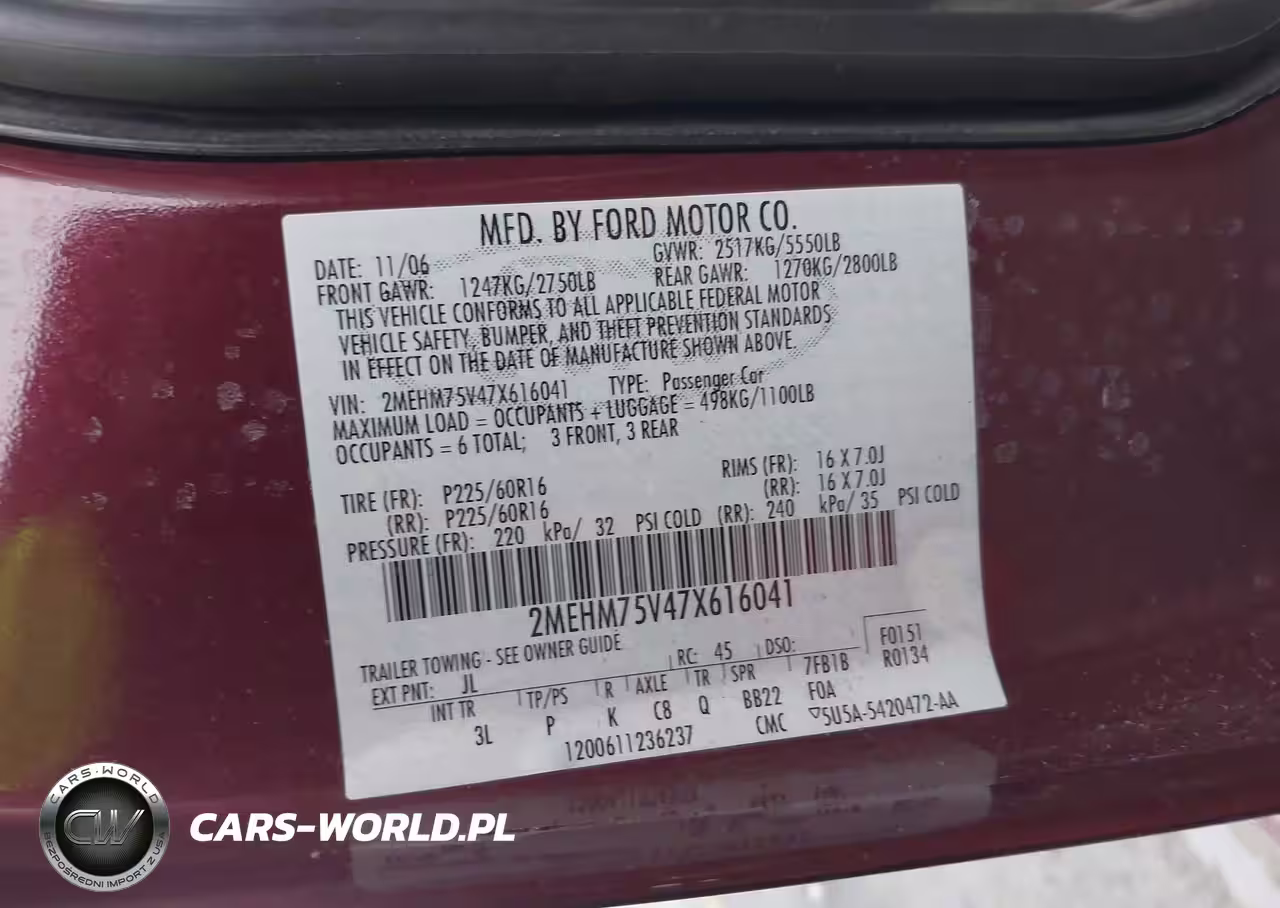 MFD. BY FORD MOTOR CO.
DATE: 11/06 GVWR: 2517KG/5550LB
FRONT GAWR: 1247KG/2750LB REAR GAWR: 1270KG/2800LB
THIS VEHICLE CONFORMS TO ALL APPLICABLE FEDERAL MOTOR
VEHICLE SAFETY, BUMPER, AND THEFT PREVENTION STANDARDS
IN EFFECT ON THE DATE OF MANUFACTURE SHOWN ABOVE.
VIN: 2MEHM75V47X616041 TYPE: Passenger Car
MAXIMUM LOAD = OCCUPANTS + LUGGAGE = 498KG/1100LB
OCCUPANTS = 6 TOTAL; 3 FRONT, 3 REAR
TIRE (FR): P225/60R16 RIMS (FR): 16 X 7.0J
(RR): P225/60R16 (RR): 16 X 7.0J
PRESSURE (FR): 220 kPa/ 32 PSI COLD (RR): 240 kPa/ 35 PSI COLD
2MEHM75V47X616041
TRAILER TOWING - SEE OWNER GUIDE
EXT PNT: JL RC: 45 DSO: F0151
INT TR TP/PS R AXLE TR SPR 7FB1B R0134
3L P K C8 Q BB22 FOA
1200611236237 CMC ▽5U5A-5420472-AA
CARS-WORLD
CW
BEZPOŚREDNI IMPORT Z USA
CARS-WORLD.PL